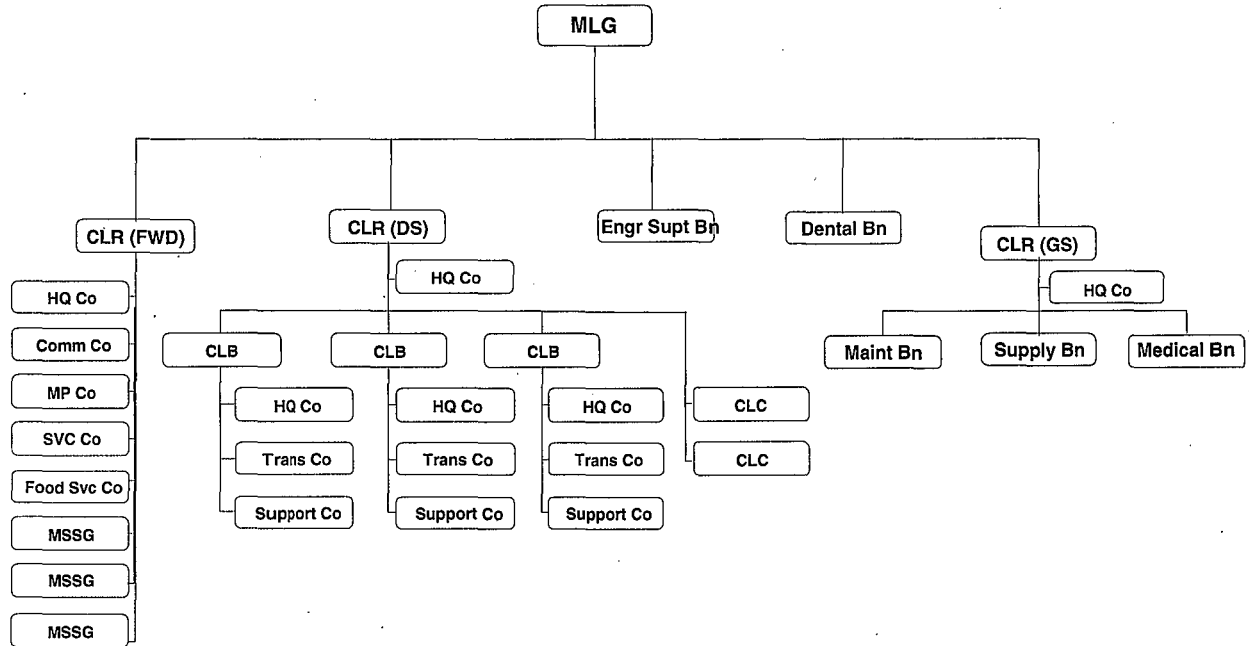 MLG
CLR (FWD)
CLR (DS)
Engr Supt Bn
Dental Bn
CLR (GS)
HQ Co
Comm Co
MP Co
SVC Co
Food Svc Co
MSSG
MSSG
MSSG
HQ Co
CLB
HQ Co
Trans Co
Support Co
CLB
HQ Co
Trans Co
Support Co
CLB
HQ Co
Trans Co
Support Co
CLC
CLC
HQ Co
Maint Bn
Supply Bn
Medical Bn